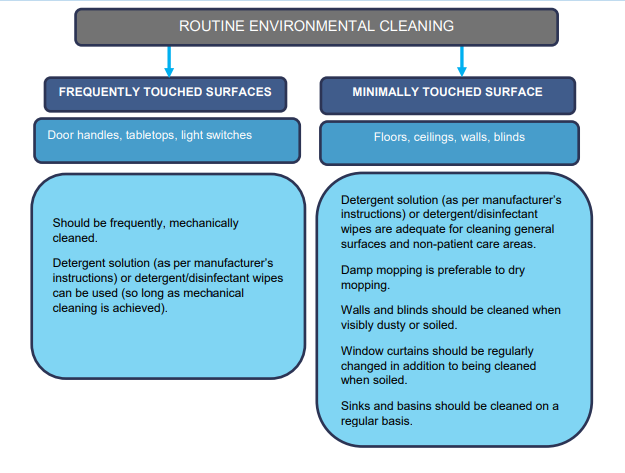 ROUTINE ENVIRONMENTAL CLEANING
FREQUENTLY TOUCHED SURFACES
Door handles, tabletops, light switches
Should be frequently, mechanically
cleaned.
Detergent solution (as per manufacturer's
instructions) or detergent/disinfectant wipes
can be used (so long as mechanical
cleaning is achieved).
MINIMALLY TOUCHED SURFACE
Floors, ceilings, walls, blinds
Detergent solution (as per manufacturer's
instructions) or detergent/disinfectant
wipes are adequate for cleaning general
surfaces and non-patient care areas.
Damp mopping is preferable to dry
mopping.
Walls and blinds should be cleaned when
visibly dusty or soiled.
Window curtains should be regularly
changed in addition to being cleaned
when soiled.
Sinks and basins should be cleaned on a
regular basis.